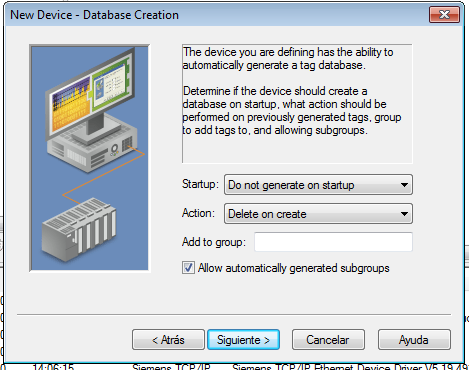 New Device - Database Creation
The device you are defining has the ability to
automatically generate a tag database.
Determine if the device should create a
database on startup, what action should be
performed on previously generated tags, group
to add tags to, and allowing subgroups.
Startup: Do not generate on startup
Action: Delete on create
Add to group:
Allow automatically generated subgroups
< Atrás Siguiente > Cancelar Ayuda
14:06:15 Siemens TCP/IP Siemens TCP/IP Ethernet Device Driver V5.19.49